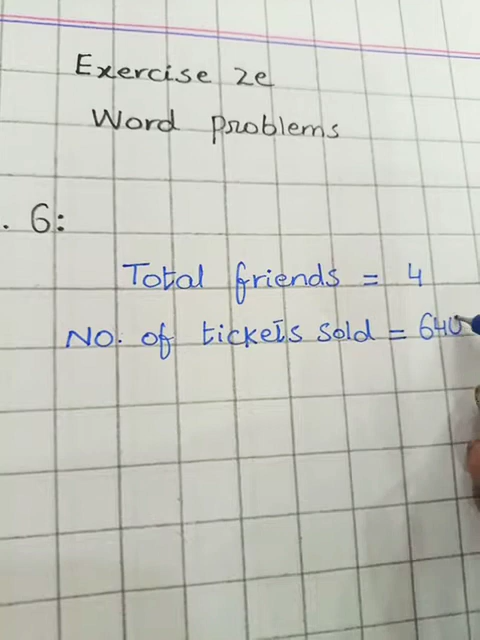 Exercise 2e
Word problems
. 6:
Total friends = 4
NO. of tickets sold = 640